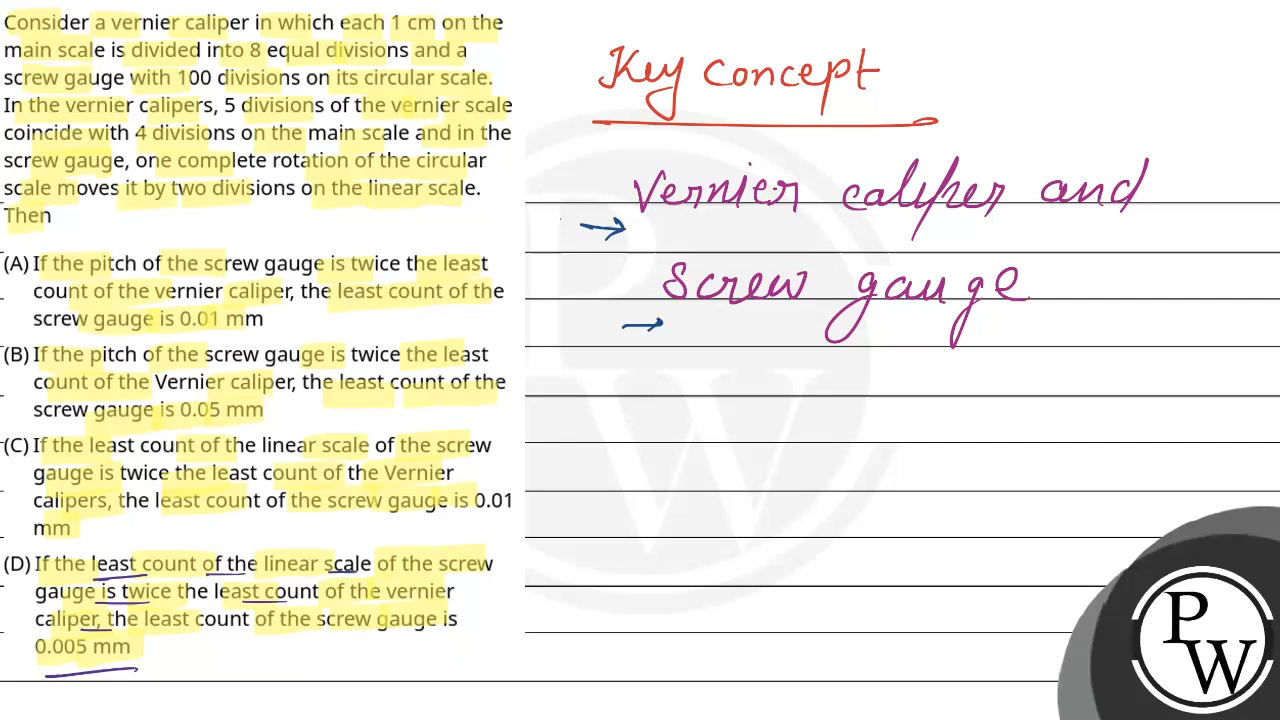 Consider a vernier caliper in which each 1 cm on the
main scale is divided into 8 equal divisions and a
screw gauge with 100 divisions on its circular scale.
In the vernier calipers, 5 divisions of the vernier scale
coincide with 4 divisions on the main scale and in the
screw gauge, one complete rotation of the circular
scale moves it by two divisions on the linear scale.
Then
(A) If the pitch of the screw gauge is twice the least
count of the vernier caliper, the least count of the
screw gauge is 0.01 mm
(B) If the pitch of the screw gauge is twice the least
count of the Vernier caliper, the least count of the
screw gauge is 0.05 mm
(C) If the least count of the linear scale of the screw
gauge is twice the least count of the Vernier
calipers, the least count of the screw gauge is 0.01
mm
(D) If the least count of the linear scale of the screw
gauge is twice the least count of the vernier
caliper, the least count of the screw gauge is
0.005 mm
Key concept
Vernier caliper and
Screw gauge
PW
PW